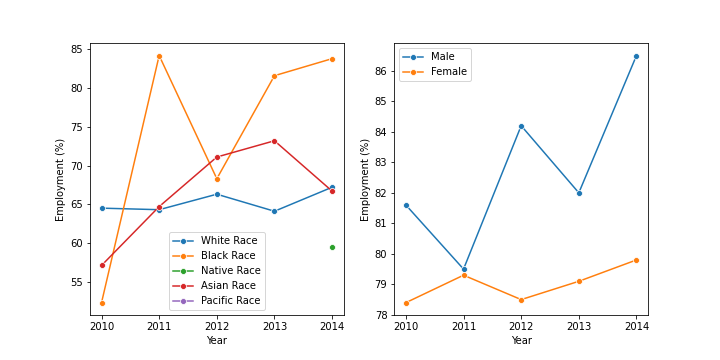 85
80
75
70
65
60
55
Employment (%)
2010 2011 2012 2013 2014
Year
White Race
Black Race
Native Race
Asian Race
Pacific Race
86
85
84
83
82
81
80
79
78
Employment (%)
2010 2011 2012 2013 2014
Year
Male
Female